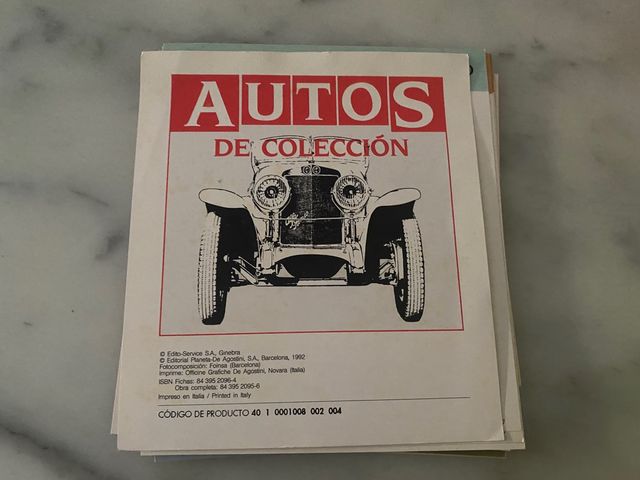 AUTOS
DE COLECCIÓN
© Edito-Service S.A., Ginebra
© Editorial Planeta-De Agostini, S.A., Barcelona, 1992
Fotocomposición: Foinsa (Barcelona)
Imprime: Officine Grafiche De Agostini, Novara (Italia)
ISBN Fichas: 84 395 2096-4
Obra completa: 84 395 2095-6
Impreso en Italia / Printed in Italy
CÓDIGO DE PRODUCTO 40 1 0001008 002 004